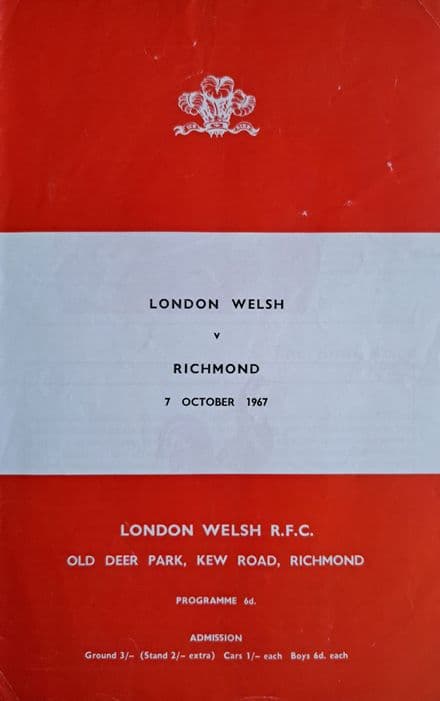 LONDON WELSH
v
RICHMOND
7 OCTOBER 1967
LONDON WELSH R.F.C.
OLD DEER PARK, KEW ROAD, RICHMOND
PROGRAMME 6d.
ADMISSION
Ground 3/– (Stand 2/– extra) Cars 1/– each Boys 6d. each